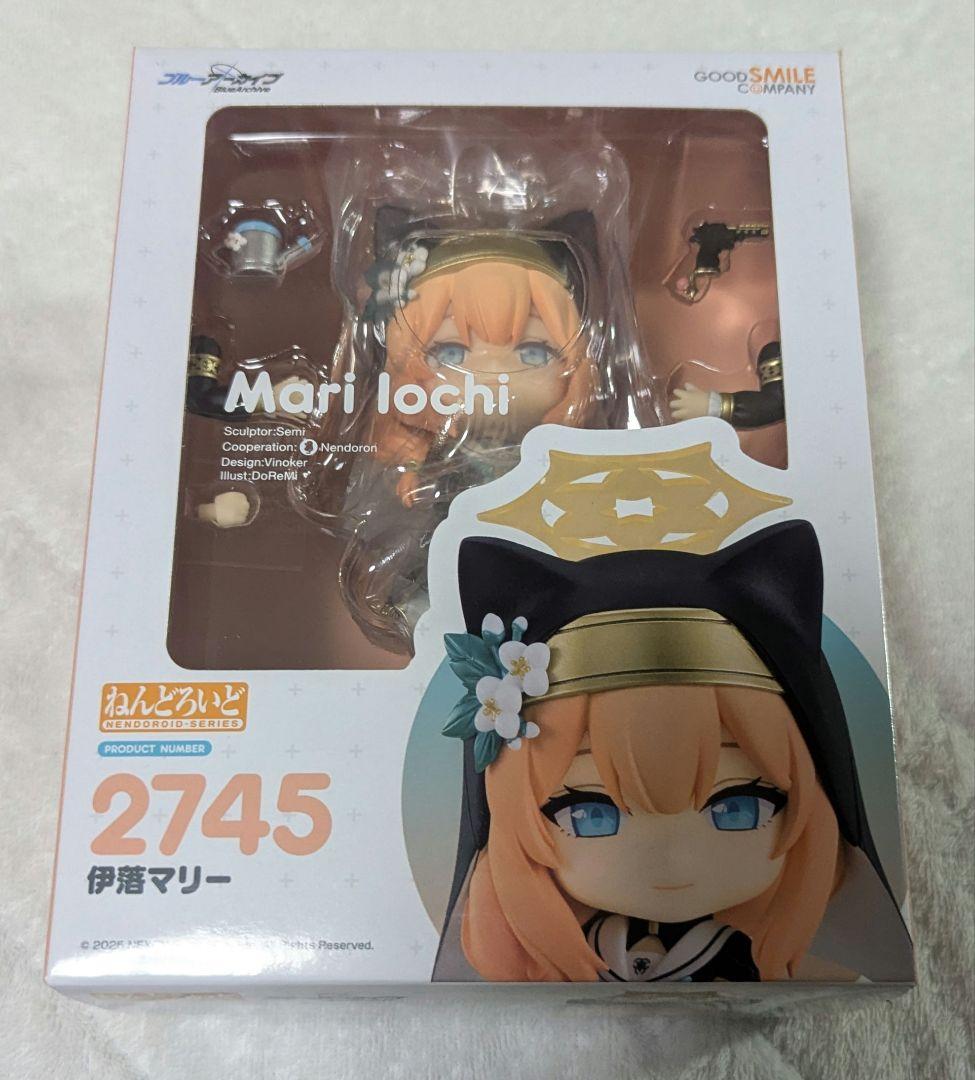 ブルーアーカイブ
BlueArchive
GOOD SMILE
COMPANY
Mari Iochi
Sculptor:Semi
Cooperation: Nendoron
Design:Vinoker
Illust:DoReMi
ねんどろいど
NENDOROID-SERIES
PRODUCT NUMBER
2745
伊落マリー
© 2025 Rights Reserved.